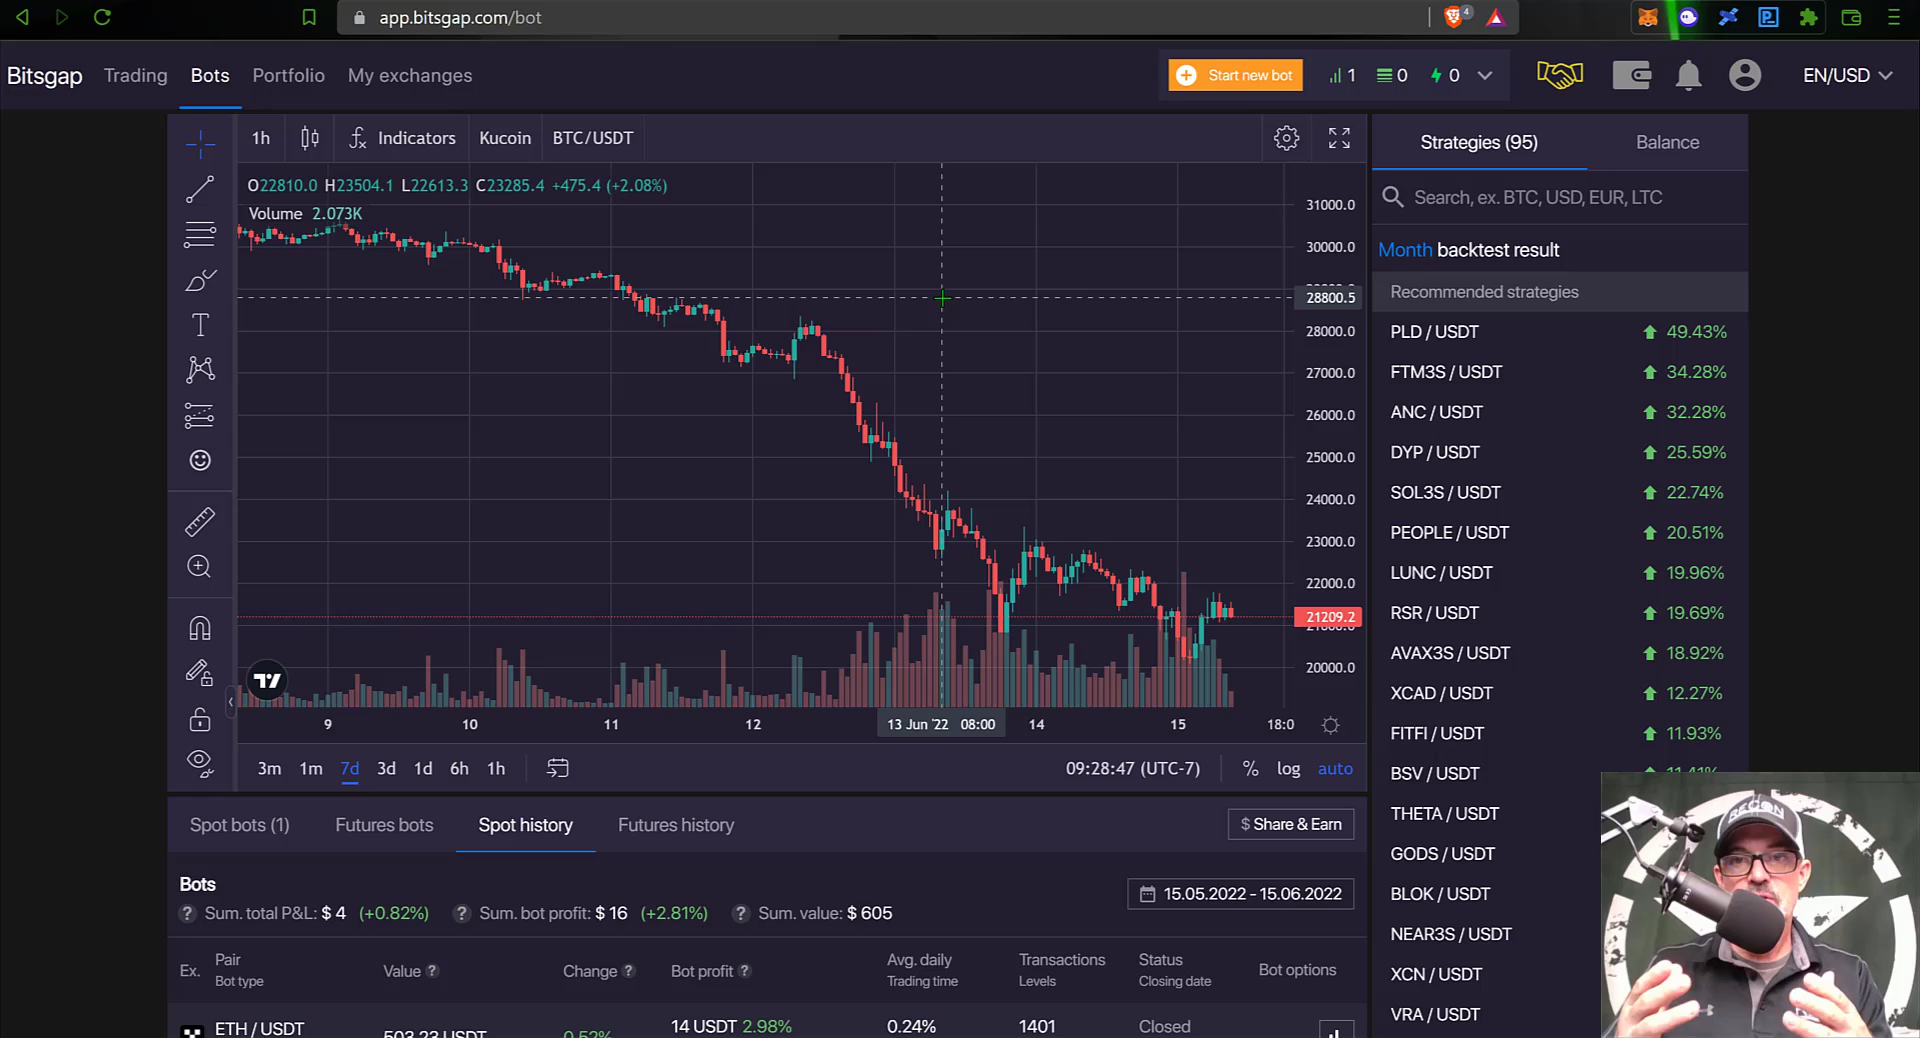 app.bitsgap.com/bot
4
Bitsgap Trading Bots Portfolio My exchanges
Start new bot 1 0 0
EN/USD
1h Indicators Kucoin BTC/USDT
O22810.0 H23504.1 L22613.3 C23285.4 +475.4 (+2.08%)
Volume 2.073K
31000.0
30000.0
28800.5
28000.0
27000.0
26000.0
25000.0
24000.0
23000.0
22000.0
21209.2
20000.0
9 10 11 12 13 Jun '22 08:00 14 15 18:0
3m 1m 7d 3d 1d 6h 1h
09:28:47 (UTC-7) % log auto
Spot bots (1) Futures bots Spot history Futures history
$ Share & Earn
Bots
15.05.2022 - 15.06.2022
? Sum. total P&L: $ 4 (+0.82%) ? Sum. bot profit: $ 16 (+2.81%) ? Sum. value: $ 605
Ex. Pair Value ? Change ? Bot profit ? Avg. daily Transactions Status Bot options
Bot type Trading time Levels Closing date
ETH / USDT 503.23 USDT 0.52% 14 USDT 2.98% 0.24% 1401 Closed
Strategies (95) Balance
Search, ex. BTC, USD, EUR, LTC
Month backtest result
Recommended strategies
PLD / USDT 49.43%
FTM3S / USDT 34.28%
ANC / USDT 32.28%
DYP / USDT 25.59%
SOL3S / USDT 22.74%
PEOPLE / USDT 20.51%
LUNC / USDT 19.96%
RSR / USDT 19.69%
AVAX3S / USDT 18.92%
XCAD / USDT 12.27%
FITFI / USDT 11.93%
BSV / USDT 11.41%
THETA / USDT
GODS / USDT
BLOK / USDT
NEAR3S / USDT
XCN / USDT
VRA / USDT
RECON